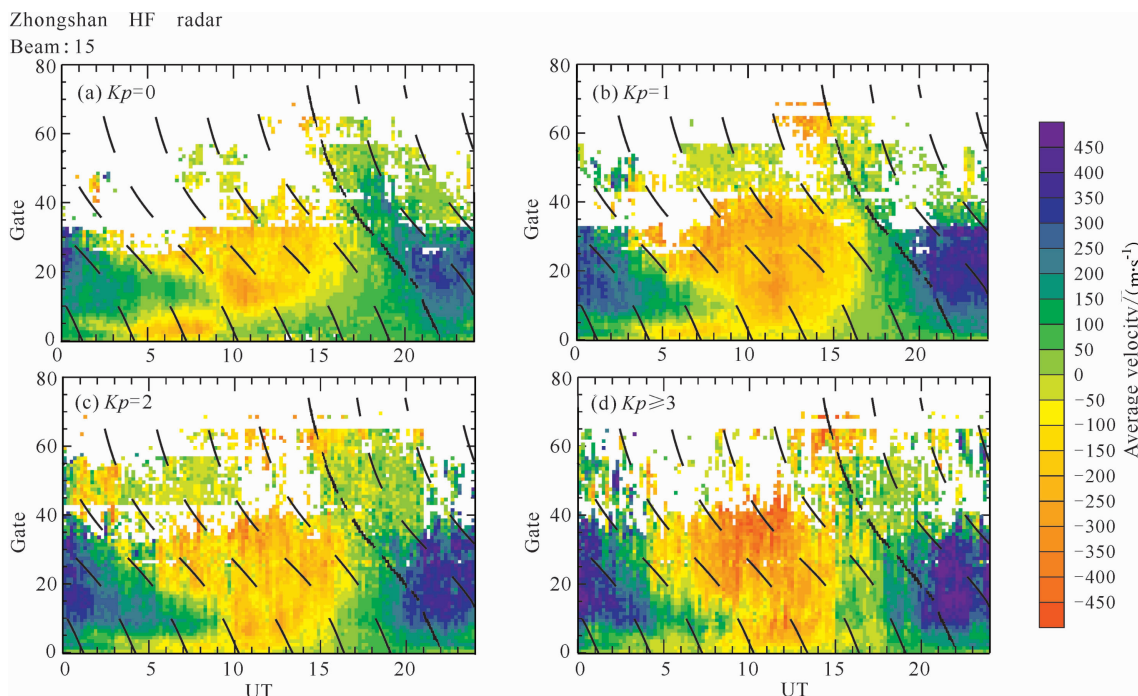 Zhongshan HF radar
Beam: 15
80
60
40
20
0
Gate
(a) Kp=0
0 5 10 15 20
80
60
40
20
0
Gate
(b) Kp=1
0 5 10 15 20
80
60
40
20
0
Gate
(c) Kp=2
0 5 10 15 20
UT
80
60
40
20
0
Gate
(d) Kp≥3
0 5 10 15 20
UT
450
400
350
300
250
200
150
100
50
0
−50
−100
−150
−200
−250
−300
−350
−400
−450
Average velocity/(m·s⁻¹)